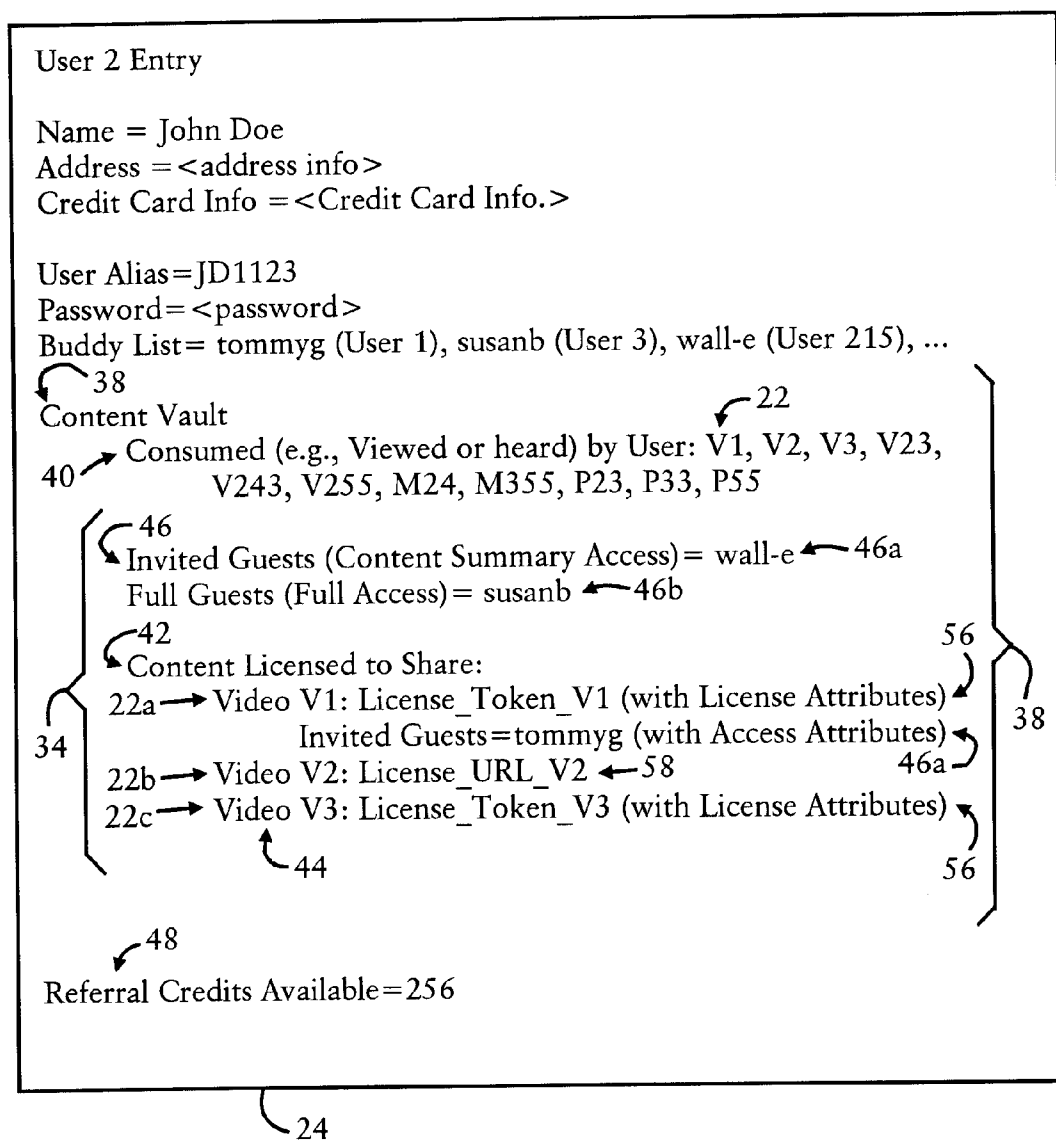 User 2 Entry
Name = John Doe
Address =<address info>
Credit Card Info =<Credit Card Info.>
User Alias=JD1123
Password= <password>
Buddy List= tommyg (User 1), susanb (User 3), wall-e (User 215), ...
38
Content Vault
22
40 Consumed (e.g., Viewed or heard) by User: V1, V2, V3, V23,
V243, V255, M24, M355, P23, P33, P55
46
Invited Guests (Content Summary Access)= wall-e 46a
Full Guests (Full Access)= susanb 46b
42
Content Licensed to Share:
56
22a Video V1: License_Token_V1 (with License Attributes)
34 Invited Guests=tommyg (with Access Attributes) 38
22b Video V2: License_URL_V2 58 46a
22c Video V3: License_Token_V3 (with License Attributes)
44 56
48
Referral Credits Available=256
24